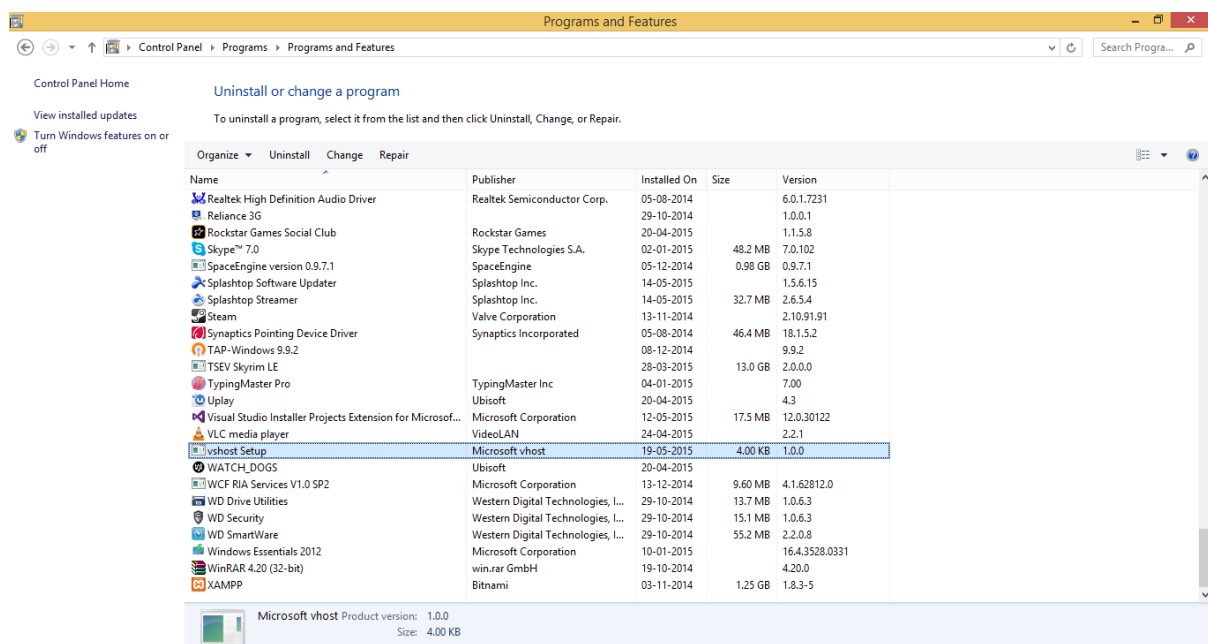 Programs and Features
Control Panel Programs Programs and Features
Search Progra...
Control Panel Home
View installed updates
Turn Windows features on or
off
Uninstall or change a program
To uninstall a program, select it from the list and then click Uninstall, Change, or Repair.
Organize Uninstall Change Repair
Name Publisher Installed On Size Version
Realtek High Definition Audio Driver Realtek Semiconductor Corp. 05-08-2014 6.0.1.7231
Reliance 3G 29-10-2014 1.0.0.1
Rockstar Games Social Club Rockstar Games 20-04-2015 1.1.5.8
Skype™ 7.0 Skype Technologies S.A. 02-01-2015 48.2 MB 7.0.102
SpaceEngine version 0.9.7.1 SpaceEngine 05-12-2014 0.98 GB 0.9.7.1
Splashtop Software Updater Splashtop Inc. 14-05-2015 1.5.6.15
Splashtop Streamer Splashtop Inc. 14-05-2015 32.7 MB 2.6.5.4
Steam Valve Corporation 13-11-2014 2.10.91.91
Synaptics Pointing Device Driver Synaptics Incorporated 05-08-2014 46.4 MB 18.1.5.2
TAP-Windows 9.9.2 08-12-2014 9.9.2
TSEV Skyrim LE 28-03-2015 13.0 GB 2.0.0.0
TypingMaster Pro TypingMaster Inc 04-01-2015 7.00
Uplay Ubisoft 20-04-2015 4.3
Visual Studio Installer Projects Extension for Microsof... Microsoft Corporation 12-05-2015 17.5 MB 12.0.30122
VLC media player VideoLAN 24-04-2015 2.2.1
vshost Setup Microsoft vhost 19-05-2015 4.00 KB 1.0.0
WATCH_DOGS Ubisoft 20-04-2015
WCF RIA Services V1.0 SP2 Microsoft Corporation 13-12-2014 9.60 MB 4.1.62812.0
WD Drive Utilities Western Digital Technologies, I... 29-10-2014 13.7 MB 1.0.6.3
WD Security Western Digital Technologies, I... 29-10-2014 15.1 MB 1.0.6.3
WD SmartWare Western Digital Technologies, I... 29-10-2014 55.2 MB 2.2.0.8
Windows Essentials 2012 Microsoft Corporation 10-01-2015 16.4.3528.0331
WinRAR 4.20 (32-bit) win.rar GmbH 19-10-2014 4.20.0
XAMPP Bitnami 03-11-2014 1.25 GB 1.8.3-5
Microsoft vhost Product version: 1.0.0
Size: 4.00 KB